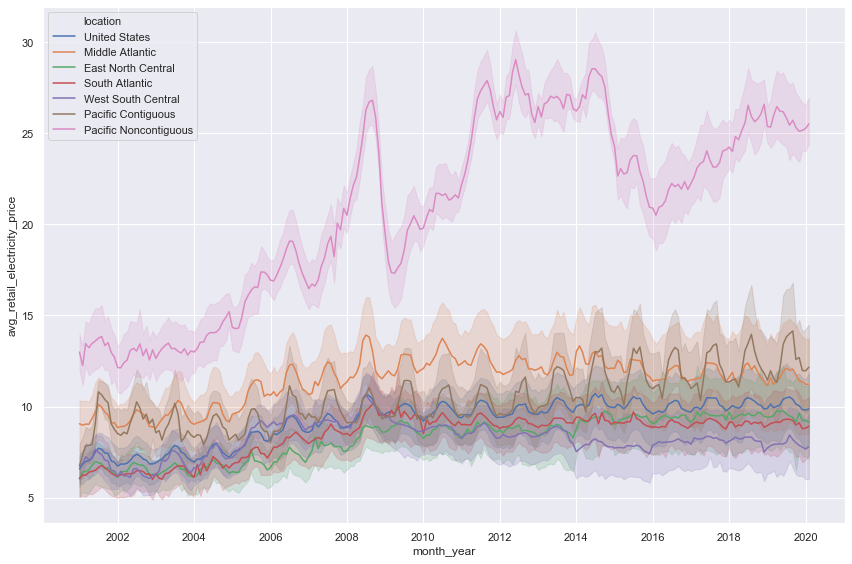 location
United States
Middle Atlantic
East North Central
South Atlantic
West South Central
Pacific Contiguous
Pacific Noncontiguous
30
25
20
15
10
5
avg_retail_electricity_price
2002 2004 2006 2008 2010 2012 2014 2016 2018 2020
month_year